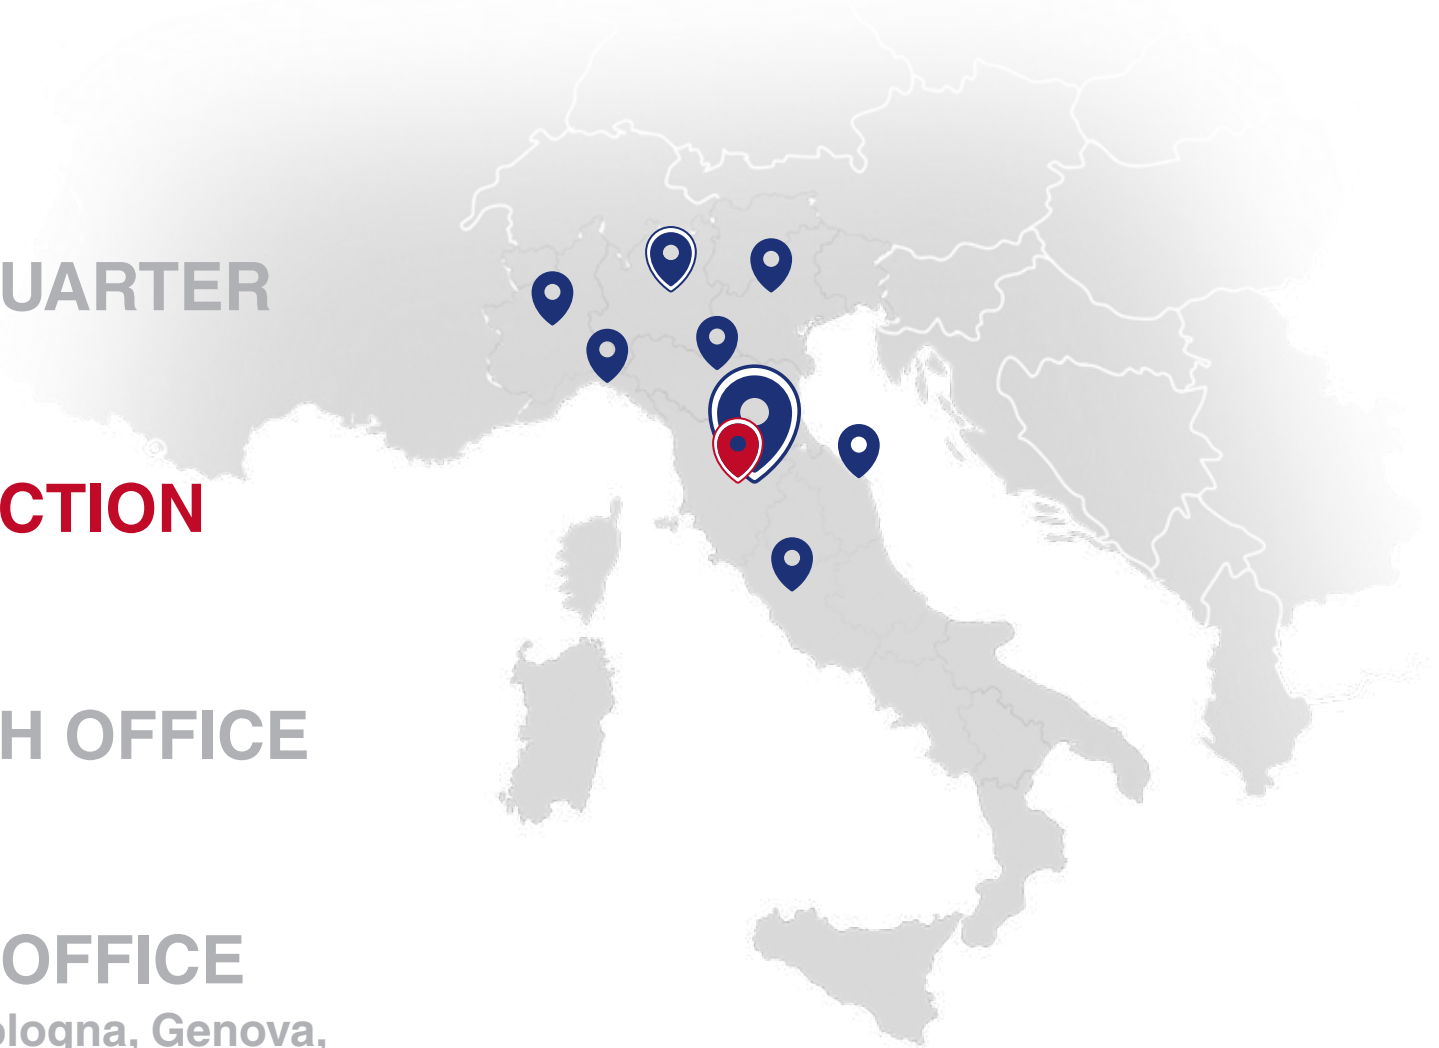 UARTER
CTION
H OFFICE
OFFICE
ologna, Genova,